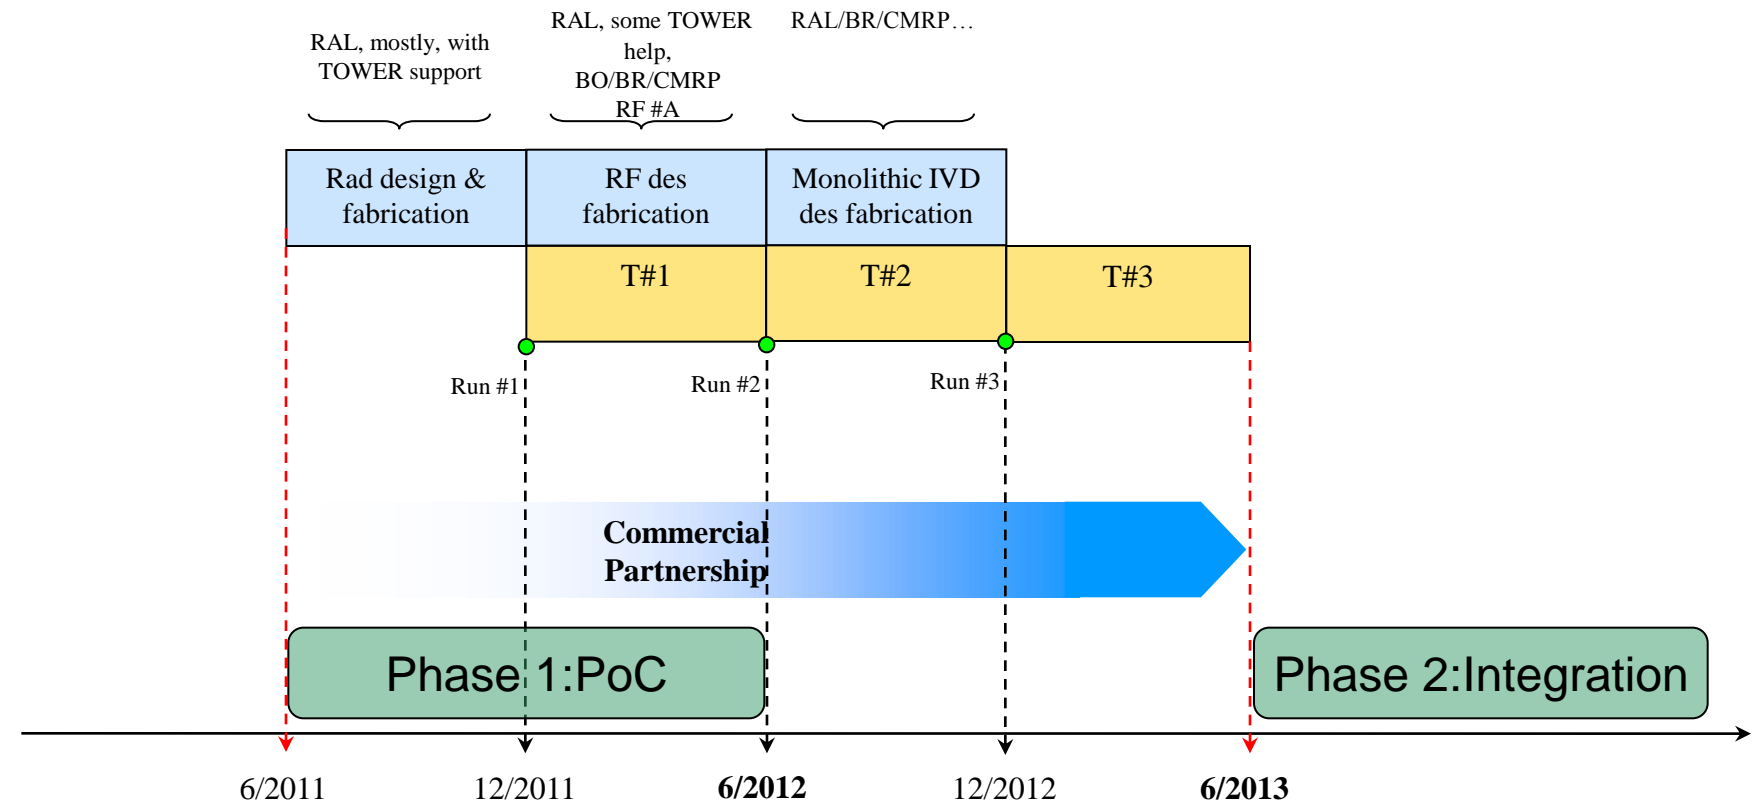 RAL, mostly, with
TOWER support
RAL, some TOWER
help,
BO/BR/CMRP
RF #A
RAL/BR/CMRP…
Rad design &
fabrication
RF des
fabrication
Monolithic IVD
des fabrication
T#1
T#2
T#3
Run #1
Run #2
Run #3
Commercial
Partnership
Phase 1:PoC
Phase 2:Integration
6/2011
12/2011
6/2012
12/2012
6/2013